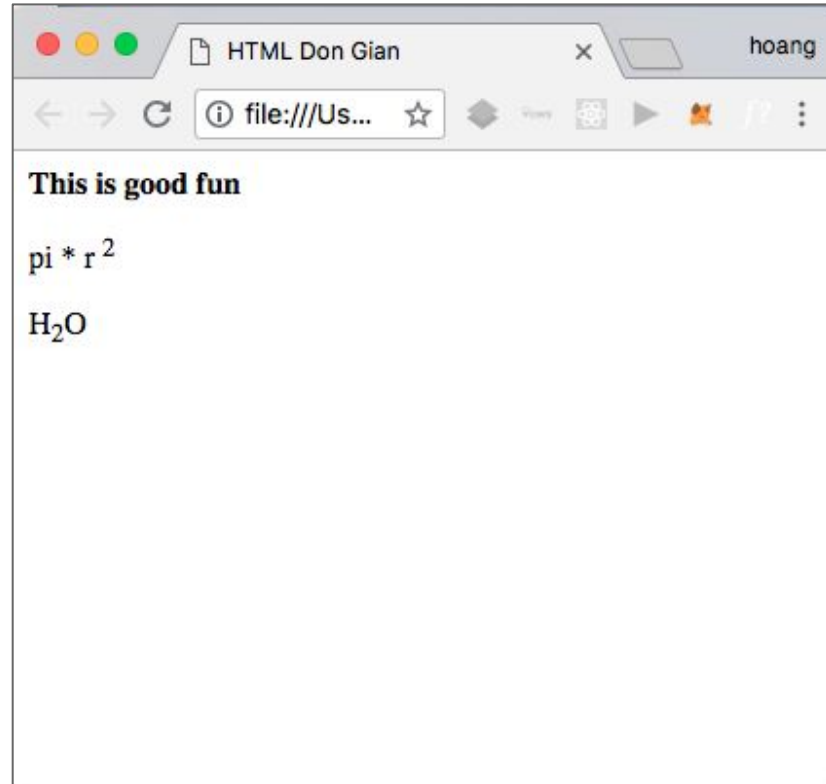 HTML Don Gian
hoang
file:///Us...
This is good fun
pi * r ²
H₂O